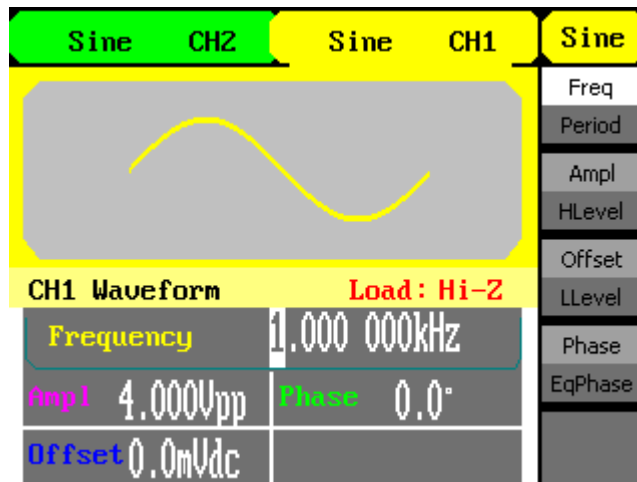 Sine CH2 Sine CH1 Sine
Freq
Period
Ampl
HLevel
Offset
LLevel
Phase
EqPhase
CH1 Waveform Load: Hi-Z
Frequency 1.000 000kHz
Ampl 4.000Vpp Phase 0.0°
Offset 0.0mVdc